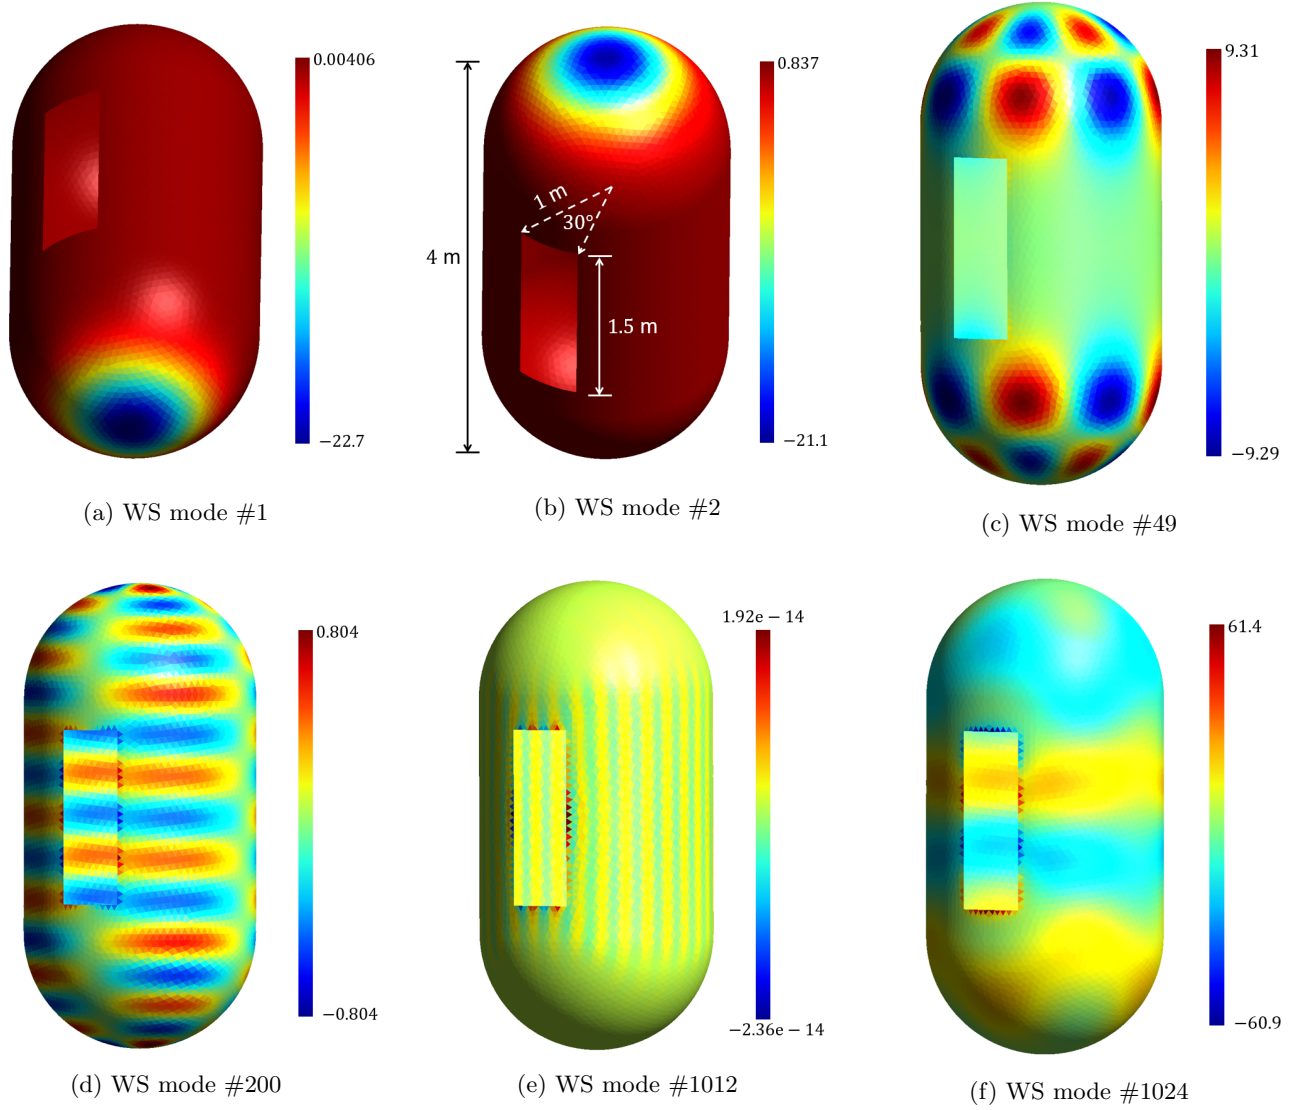 0.00406
−22.7
(a) WS mode #1
0.837
1 m
30°
4 m
1.5 m
−21.1
(b) WS mode #2
9.31
−9.29
(c) WS mode #49
0.804
−0.804
(d) WS mode #200
1.92e − 14
−2.36e − 14
(e) WS mode #1012
61.4
−60.9
(f) WS mode #1024